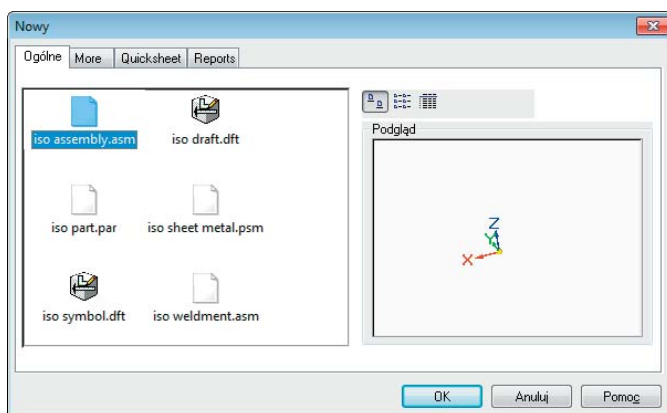 Nowy
Ogólne More Quicksheet Reports
iso assembly.asm iso draft.dft
iso part.par iso sheet metal.psm
iso symbol.dft iso weldment.asm
Podgląd
Z
Y
X
OK Anuluj Pomoc